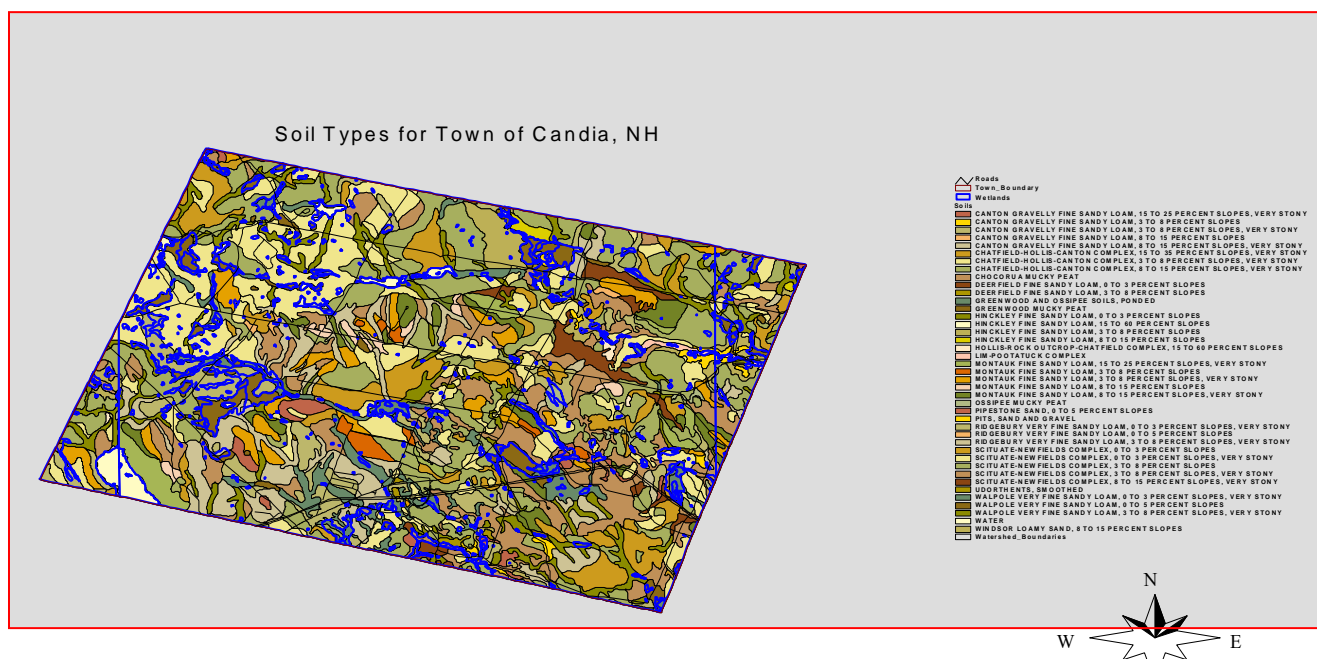 Soil Types for Town of Candia, NH
Roads
Town_Boundary
Wetlands
Soils
CANTON GRAVELLY FINE SANDY LOAM, 15 TO 25 PERCENT SLOPES, VERY STONY
CANTON GRAVELLY FINE SANDY LOAM, 3 TO 8 PERCENT SLOPES
CANTON GRAVELLY FINE SANDY LOAM, 3 TO 8 PERCENT SLOPES, VERY STONY
CANTON GRAVELLY FINE SANDY LOAM, 8 TO 15 PERCENT SLOPES
CANTON GRAVELLY FINE SANDY LOAM, 8 TO 15 PERCENT SLOPES, VERY STONY
CHATFIELD-HOLLIS-CANTON COMPLEX, 15 TO 35 PERCENT SLOPES, VERY STONY
CHATFIELD-HOLLIS-CANTON COMPLEX, 3 TO 8 PERCENT SLOPES, VERY STONY
CHATFIELD-HOLLIS-CANTON COMPLEX, 8 TO 15 PERCENT SLOPES, VERY STONY
CHOCORUA MUCKY PEAT
DEERFIELD FINE SANDY LOAM, 0 TO 3 PERCENT SLOPES
DEERFIELD FINE SANDY LOAM, 3 TO 8 PERCENT SLOPES
GREENWOOD AND OSSIPEE SOILS, PONDED
GREENWOOD MUCKY PEAT
HINCKLEY FINE SANDY LOAM, 0 TO 3 PERCENT SLOPES
HINCKLEY FINE SANDY LOAM, 15 TO 60 PERCENT SLOPES
HINCKLEY FINE SANDY LOAM, 3 TO 8 PERCENT SLOPES
HINCKLEY FINE SANDY LOAM, 8 TO 15 PERCENT SLOPES
HOLLIS-ROCK OUTCROP-CHATFIELD COMPLEX, 15 TO 60 PERCENT SLOPES
LIM-POOTATUCK COMPLEX
MONTAUK FINE SANDY LOAM, 15 TO 25 PERCENT SLOPES, VERY STONY
MONTAUK FINE SANDY LOAM, 3 TO 8 PERCENT SLOPES
MONTAUK FINE SANDY LOAM, 3 TO 8 PERCENT SLOPES, VERY STONY
MONTAUK FINE SANDY LOAM, 8 TO 15 PERCENT SLOPES
MONTAUK FINE SANDY LOAM, 8 TO 15 PERCENT SLOPES, VERY STONY
OSSIPEE MUCKY PEAT
PIPESTONE SAND, 0 TO 5 PERCENT SLOPES
PITS, SAND AND GRAVEL
RIDGEBURY VERY FINE SANDY LOAM, 0 TO 3 PERCENT SLOPES, VERY STONY
RIDGEBURY VERY FINE SANDY LOAM, 0 TO 5 PERCENT SLOPES
RIDGEBURY VERY FINE SANDY LOAM, 3 TO 8 PERCENT SLOPES, VERY STONY
SCITUATE-NEWFIELDS COMPLEX, 0 TO 3 PERCENT SLOPES
SCITUATE-NEWFIELDS COMPLEX, 0 TO 3 PERCENT SLOPES, VERY STONY
SCITUATE-NEWFIELDS COMPLEX, 3 TO 8 PERCENT SLOPES
SCITUATE-NEWFIELDS COMPLEX, 3 TO 8 PERCENT SLOPES, VERY STONY
SCITUATE-NEWFIELDS COMPLEX, 8 TO 15 PERCENT SLOPES, VERY STONY
UDORTHENTS, SMOOTHED
WALPOLE VERY FINE SANDY LOAM, 0 TO 3 PERCENT SLOPES, VERY STONY
WALPOLE VERY FINE SANDY LOAM, 0 TO 5 PERCENT SLOPES
WALPOLE VERY FINE SANDY LOAM, 3 TO 8 PERCENT SLOPES, VERY STONY
WATER
WINDSOR LOAMY SAND, 8 TO 15 PERCENT SLOPES
Watershed_Boundaries
N
W E